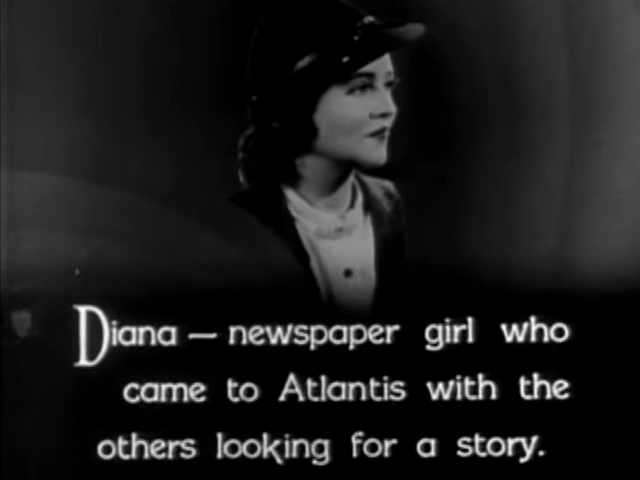 Diana — newspaper girl who
came to Atlantis with the
others looking for a story.